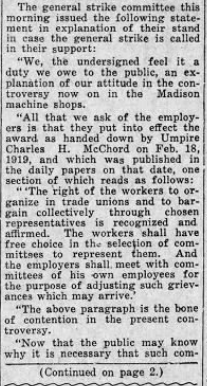 The general strike committee this
morning issued the following state-
ment in explanation of their stand
in case the general strike is called
in their support:
"We, the undersigned feel it a
duty we owe to the public, an ex-
planation of our attitude in the con-
troversy now on in the Madison
machine shops.
"All that we ask of the employ-
ers is that they put into effect the
award as handed down by Umpire
Charles H. McChord on Feb. 18,
1919, and which was published in
the daily papers on that date, one
section of which reads as follows:
"'The right of the workers to or-
ganize in trade unions and to bar-
gain collectively through chosen
representatives is recognized and
affirmed. The workers shall have
free choice in the selection of com-
mittses to represent them. And
the employers shall meet with com-
mittees of his own employees for
the purpose of adjusting such griev-
ances which may arrive.'
"The above paragraph is the bone
of contention in the present con-
troversy.
"Now that the public may know
why it is necessary that such com-
(Continued on page 2.)